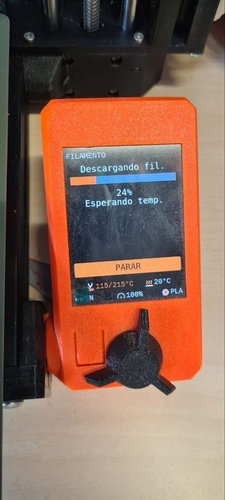 FILAMENTO
Descargando fil.
24%
Esperando temp.
PARAR
115/215°C 20°C
N 100% PLA